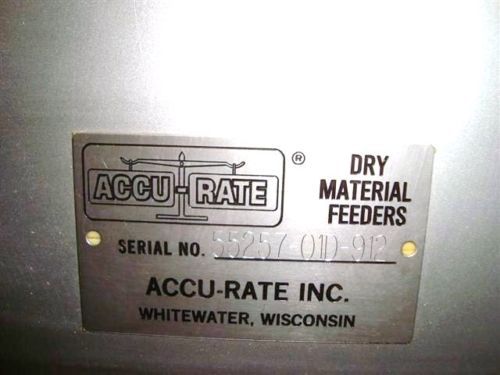 ACCU-RATE ®
DRY
MATERIAL
FEEDERS
SERIAL NO. 55257 01D-912
ACCU-RATE INC.
WHITEWATER, WISCONSIN